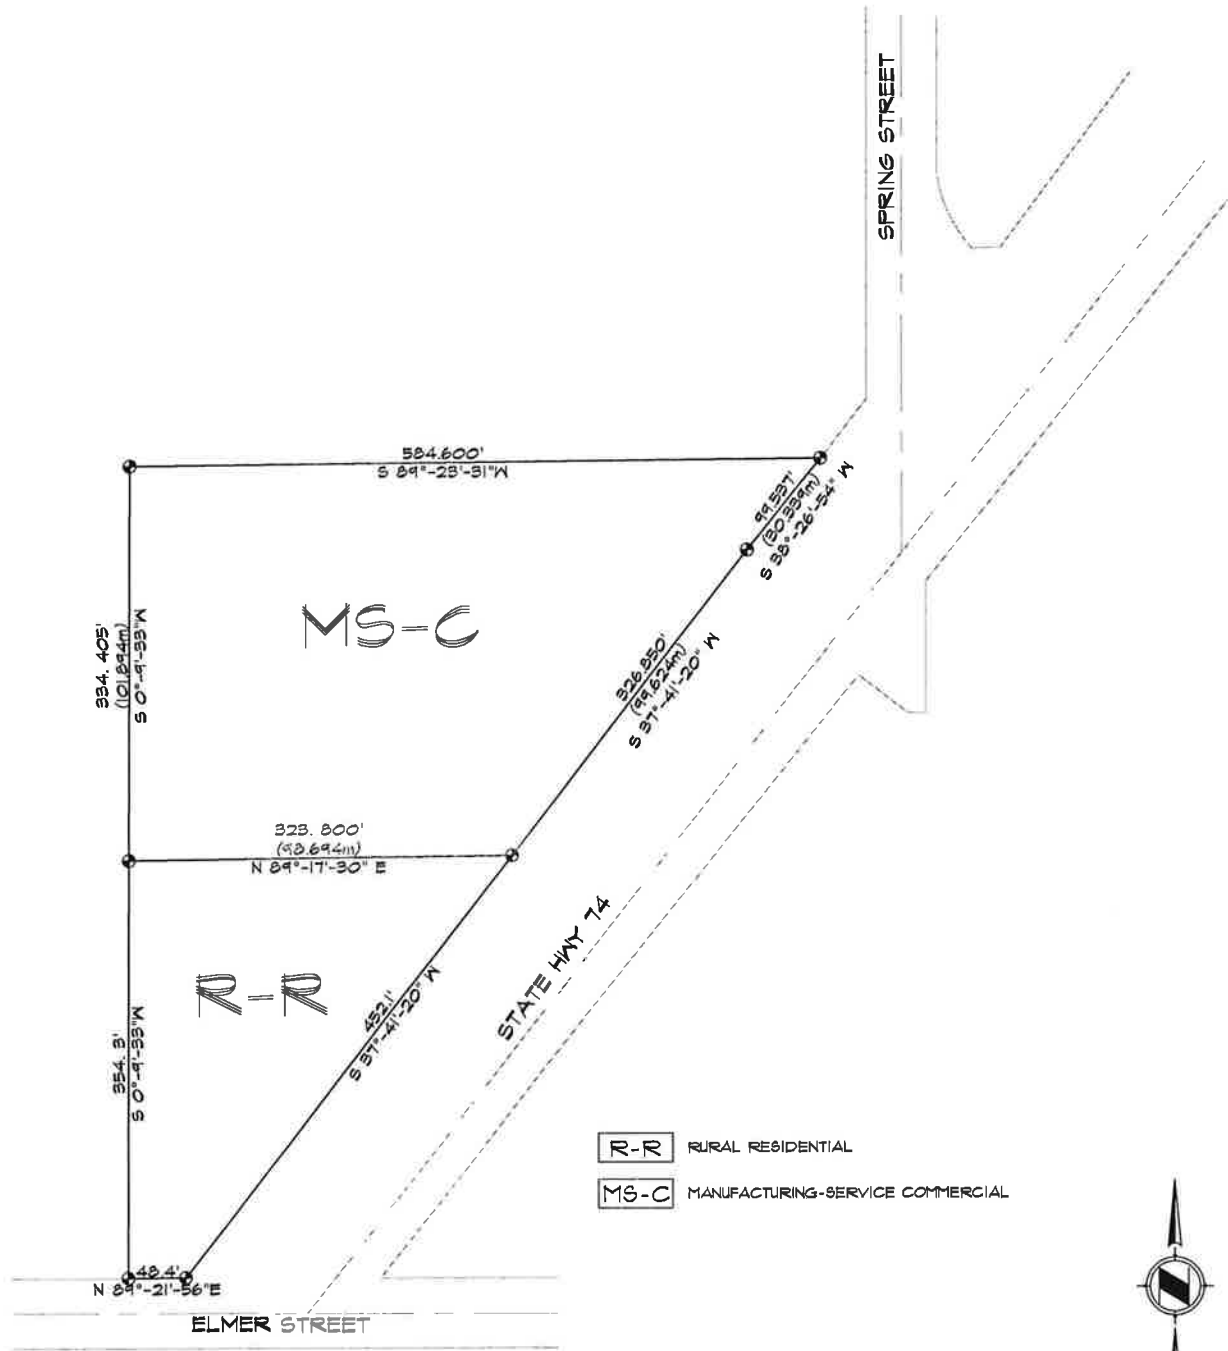 SPRING STREET
584.600'
S 89°-23'-31"W
99.537'
(30.339m)
S 38°-26'-54" W
334. 405'
(101.894m)
S 0°-9'-33"W
MS-C
326.850'
(99.624m)
S 37°-41'-20" W
323. 800'
(98.694m)
N 89°-17'-30" E
R-R
354. 3'
S 0°-9'-33"W
452.1'
S 37°-41'-20" W
STATE HWY 74
R-R RURAL RESIDENTIAL
MS-C MANUFACTURING-SERVICE COMMERCIAL
48.4'
N 89°-21'-56"E
ELMER STREET
N